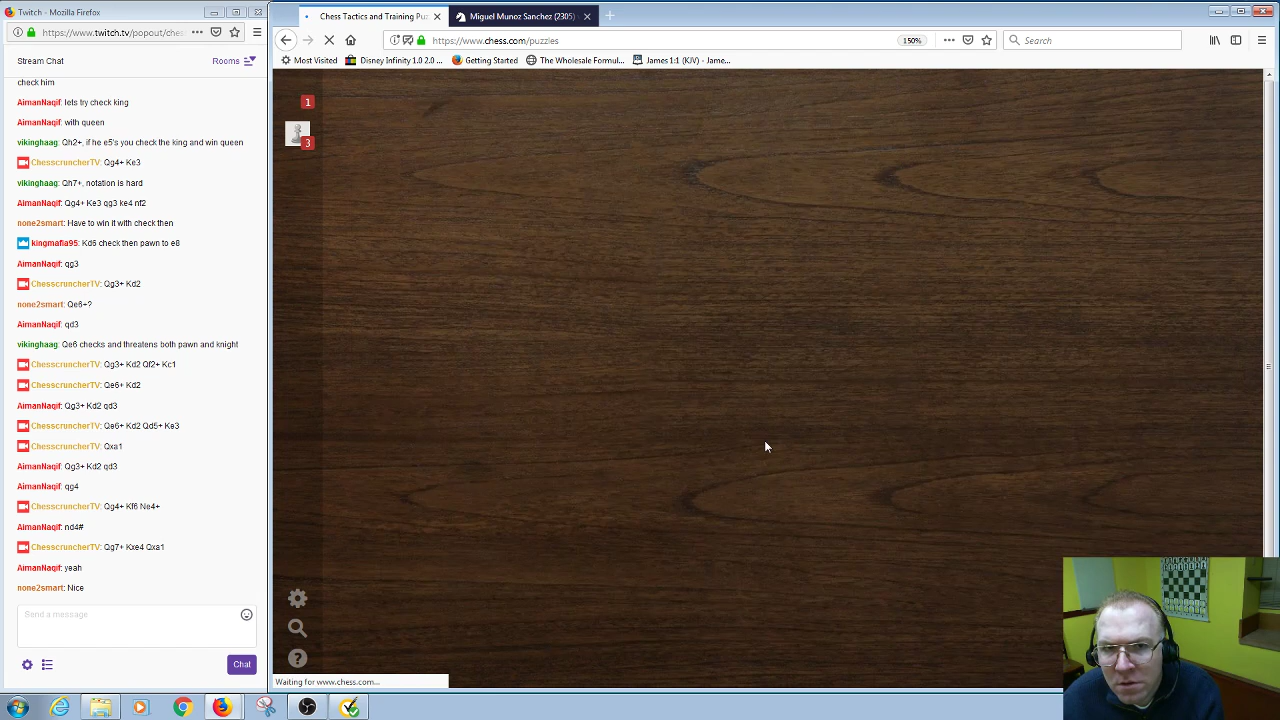 Twitch - Mozilla Firefox
https://www.twitch.tv/popout/ches
Stream Chat
Rooms
check him
AimanNaqif: lets try check king
AimanNaqif: with queen
vikinghaag: Qh2+, if he e5's you check the king and win queen
ChesscruncherTV: Qg4+ Ke3
vikinghaag: Qh7+, notation is hard
AimanNaqif: Qg4+ Ke3 qg3 ke4 nf2
none2smart: Have to win it with check then
kingmafia95: Kd6 check then pawn to e8
AimanNaqif: qg3
ChesscruncherTV: Qg3+ Kd2
none2smart: Qe6+?
AimanNaqif: qd3
vikinghaag: Qe6 checks and threatens both pawn and knight
ChesscruncherTV: Qg3+ Kd2 Qf2+ Kc1
ChesscruncherTV: Qe6+ Kd2
AimanNaqif: Qg3+ Kd2 qd3
ChesscruncherTV: Qe6+ Kd2 Qd5+ Ke3
ChesscruncherTV: Qxa1
AimanNaqif: Qg3+ Kd2 qd3
AimanNaqif: qg4
ChesscruncherTV: Qg4+ Kf6 Ne4+
AimanNaqif: nd4#
ChesscruncherTV: Qg7+ Kxe4 Qxa1
AimanNaqif: yeah
none2smart: Nice
Send a message
Chat
Chess Tactics and Training Puz
Miguel Munoz Sanchez (2305)
https://www.chess.com/puzzles
150%
Search
Most Visited
Disney Infinity 1.0 2.0 ...
Getting Started
The Wholesale Formul...
James 1:1 (KJV) - Jame...
1
3
Waiting for www.chess.com...